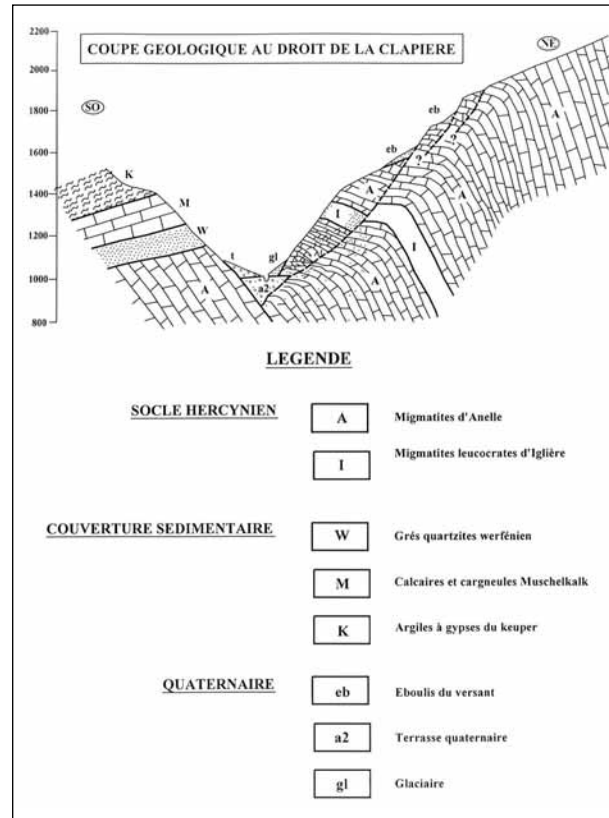 2200
COUPE GEOLOGIQUE AU DROIT DE LA CLAPIERE
NE
2000
SO
1800
1600
1400
1200
1000
800
eb
A
?
?
eb
K
A
M
I
A
W
t
gl
I
a2
A
A
LEGENDE
SOCLE HERCYNIEN
A Migmatites d'Anelle
I Migmatites leucocrates d'Iglière
COUVERTURE SEDIMENTAIRE
W Grés quartzites werfénien
M Calcaires et cargneules Muschelkalk
K Argiles à gypses du keuper
QUATERNAIRE
eb Eboulis du versant
a2 Terrasse quaternaire
gl Glaciaire